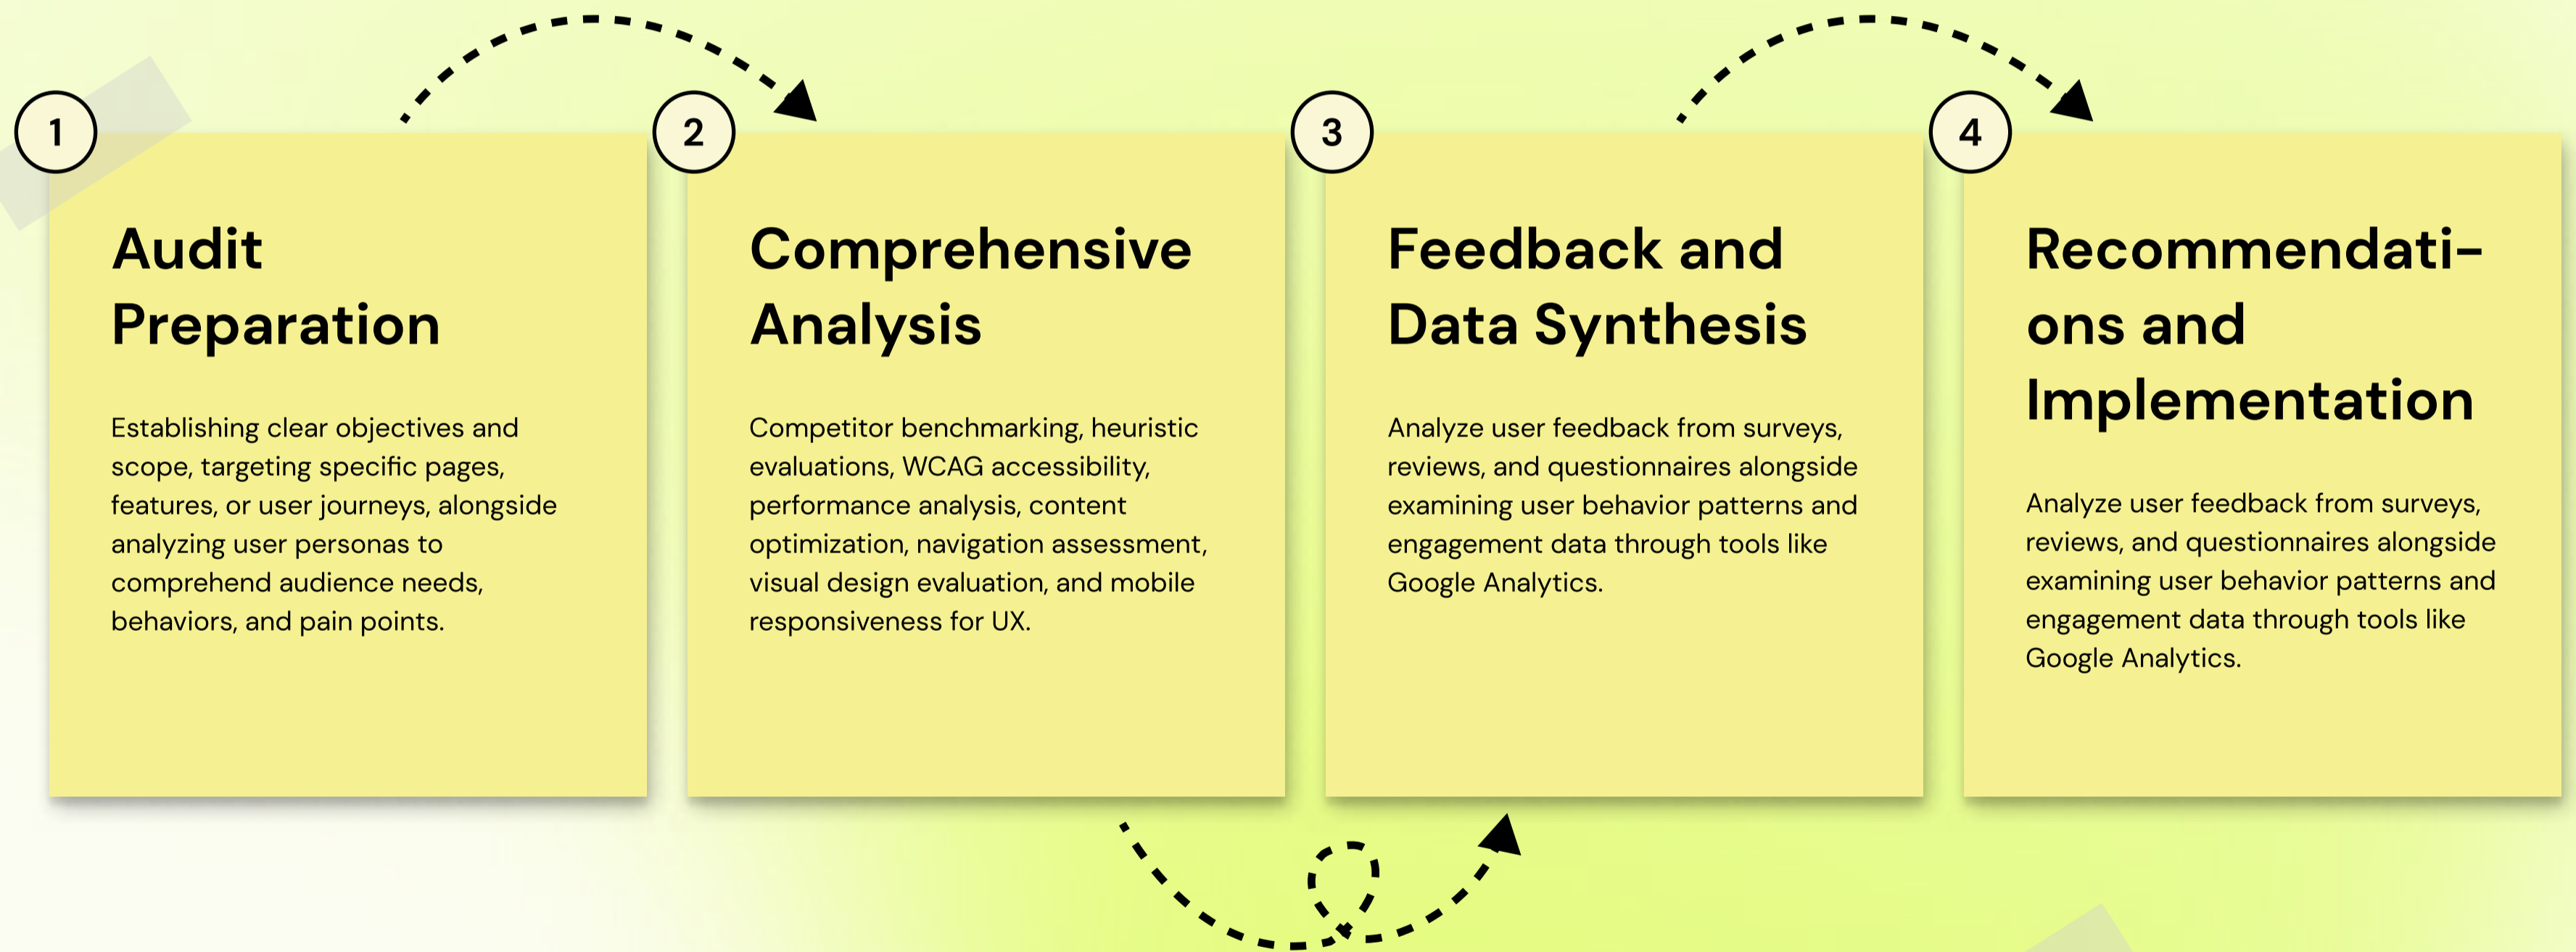 1
Audit
Preparation
Establishing clear objectives and
scope, targeting specific pages,
features, or user journeys, alongside
analyzing user personas to
comprehend audience needs,
behaviors, and pain points.
2
Comprehensive
Analysis
Competitor benchmarking, heuristic
evaluations, WCAG accessibility,
performance analysis, content
optimization, navigation assessment,
visual design evaluation, and mobile
responsiveness for UX.
3
Feedback and
Data Synthesis
Analyze user feedback from surveys,
reviews, and questionnaires alongside
examining user behavior patterns and
engagement data through tools like
Google Analytics.
4
Recommendati-
ons and
Implementation
Analyze user feedback from surveys,
reviews, and questionnaires alongside
examining user behavior patterns and
engagement data through tools like
Google Analytics.